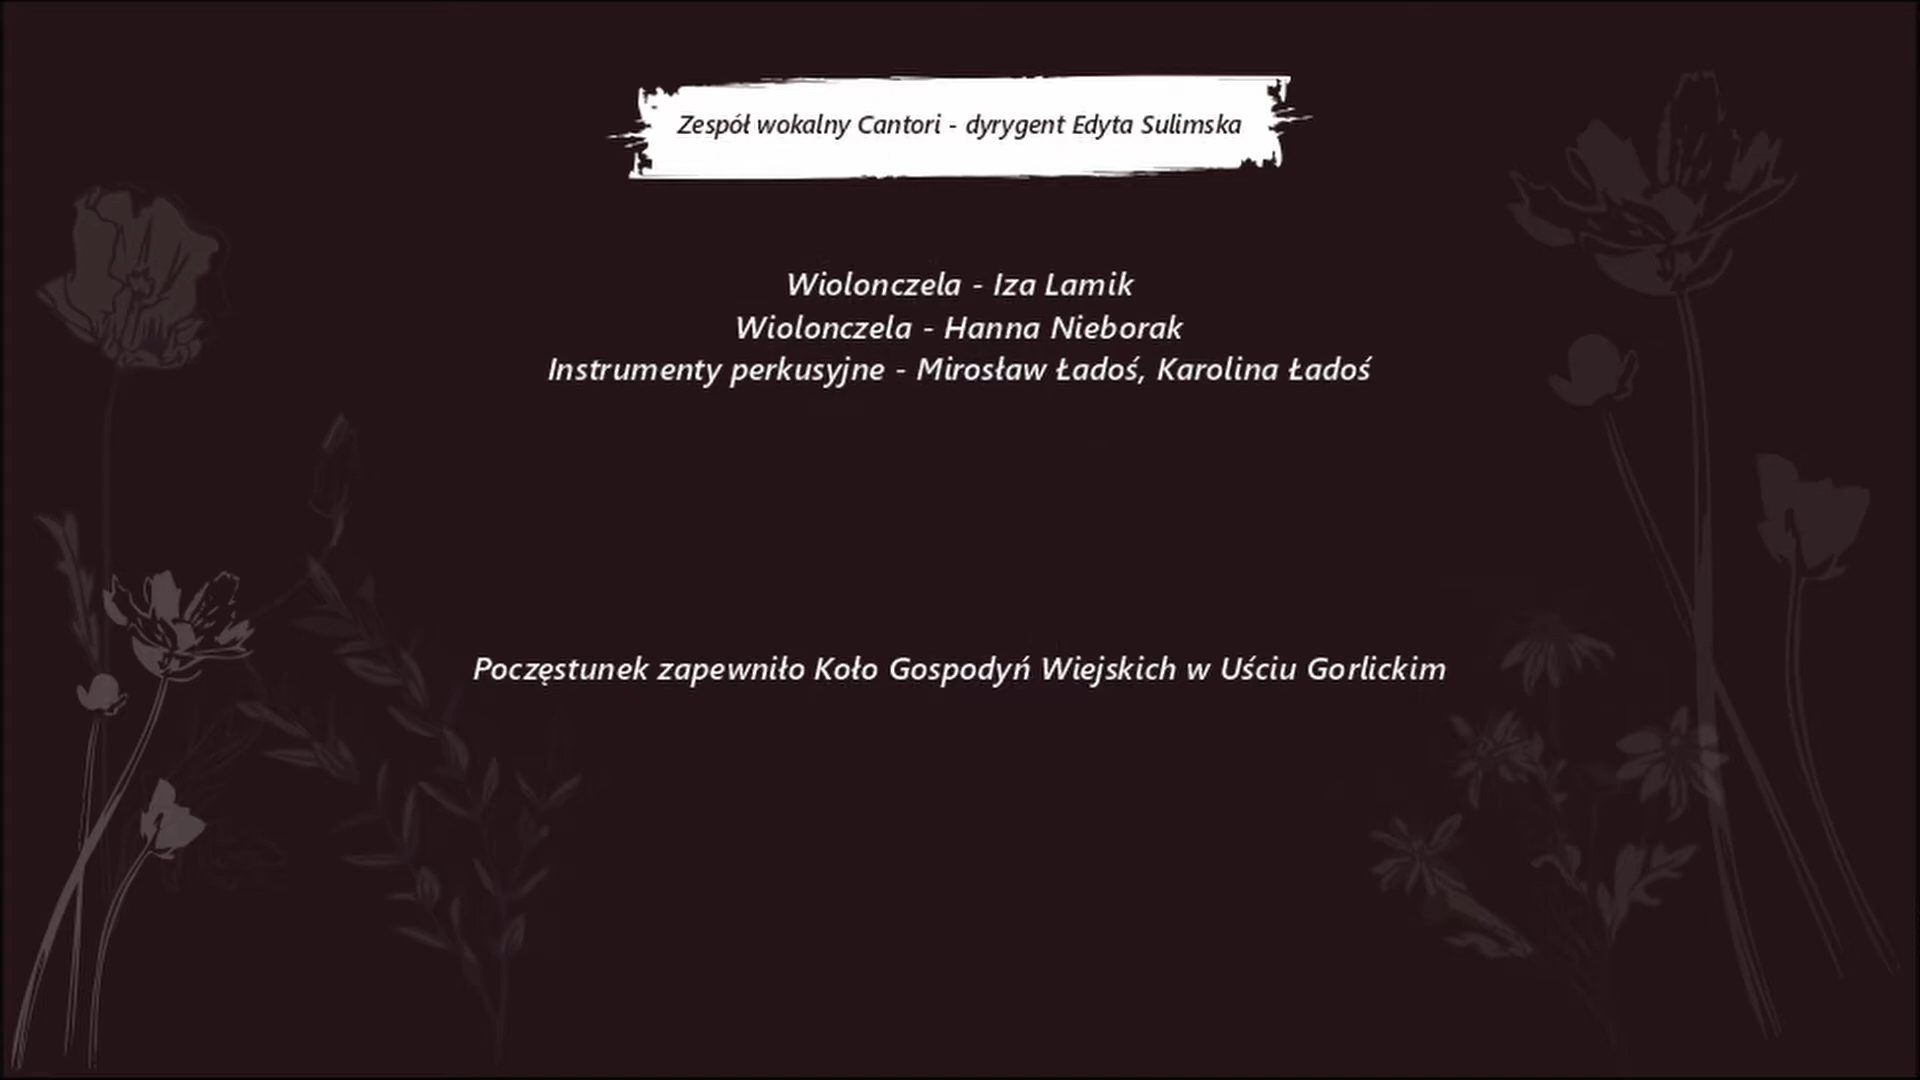 Zespół wokalny Cantori - dyrygent Edyta Sulimska
Wiolonczela - Iza Lamik
Wiolonczela - Hanna Nieborak
Instrumenty perkusyjne - Mirosław Ładoś, Karolina Ładoś
Poczęstunek zapewniło Koło Gospodyń Wiejskich w Uściu Gorlickim